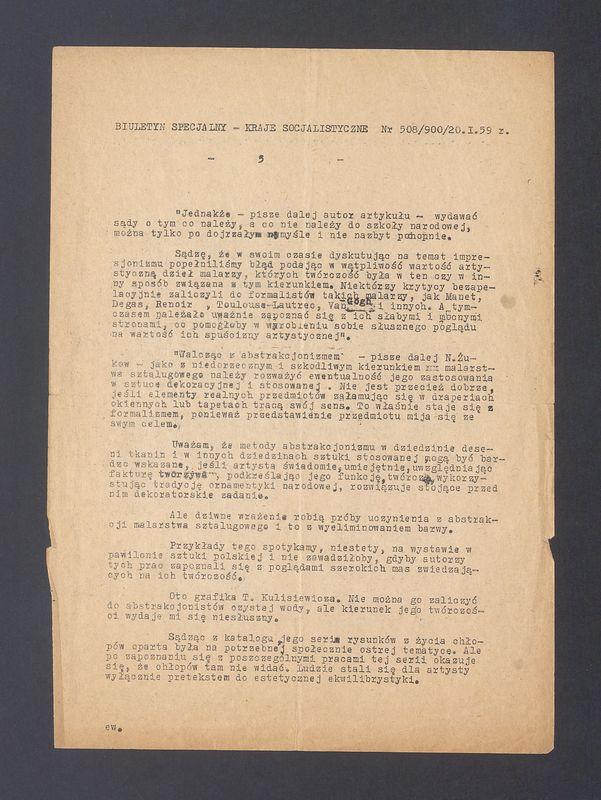 BIULETYN SPECJALNY - KRAJE SOCJALISTYCZNE Nr 508/900/20.I.59 r.
- 5 -
"Jednakże - pisze dalej autor artykułu - wydawać
sądy o tym co należy, a co nie należy do szkoły narodowej,
można tylko po dojrzałym namyśle i nie nazbyt pochopnie.
Sądzę, że w swoim czasie dyskutując na temat impre-
sjonizmu popełniliśmy błąd podając w wątpliwość wartość arty-
styczną dzieł malarzy, których twórczość była w ten czy w in-
ny sposób związana z tym kierunkiem. Niektórzy krytycy bezape-
lacyjnie zaliczyli do formalistów takich malarzy, jak Manet,
Degas, Renoir , Toulouse-Lautrec, Van Gogh i innych. A tym-
czasem należało uważnie zapoznać się z ich słabymi i mocnymi
stronami, co pomogłoby w wyrobieniu sobie słusznego poglądu
na wartość ich spuścizny artystycznej".
"Walcząc z abstrakcjonizmem" - pisze dalej N.Żu-
kow - jako z niedorzecznym i szkodliwym kierunkiem malarst-
wa sztalugowego należy rozważyć ewentualność jego zastosowania
w sztuce dekoracyjnej i stosowanej . Nie jest przecież dobrze,
jeśli elementy realnych przedmiotów załamując się w draperiach
okiennych lub tapetach tracą swój sens. To właśnie staje się z
formalizmem, ponieważ przedstawienie przedmiotu mija się ze
swym celem.
Uważam, że metody abstrakcjonizmu w dziedzinie dese-
ni tkanin i w innych dziedzinach sztuki stosowanej mogą być bar-
dzo wskazane, jeśli artysta świadomie,umiejętnie,uwzględniając
fakturę tworzywa, podkreślając jego funkcję,twórczo wykorzy-
stując tradycję ornamentyki narodowej, rozwiązuje stojące przed
nim dekoratorskie zadanie.
Ale dziwne wrażenie robią próby uczynienia z abstrak-
cji malarstwa sztalugowego i to z wyeliminowaniem barwy.
Przykłady tego spotykamy, niestety, na wystawie w
pawilonie sztuki polskiej i nie zawadziłoby, gdyby autorzy
tych prac zapoznali się z poglądami szerokich mas zwiedzają-
cych na ich twórczość.
Oto grafika T. Kulisiewicza. Nie można go zaliczyć
do abstrakcjonistów czystej wody, ale kierunek jego twórczoś-
ci wydaje mi się niesłuszny.
Sądząc z katalogu jego seria rysunków z życia chło-
pów oparta była na potrzebnej społecznie ostrej tematyce. Ale
po zapoznaniu się z poszczególnymi pracami tej serii okazuje
się, że chłopów tam nie widać. Ludzie stali się dla artysty
wyłącznie pretekstem do estetycznej ekwilibrystyki.
ew.